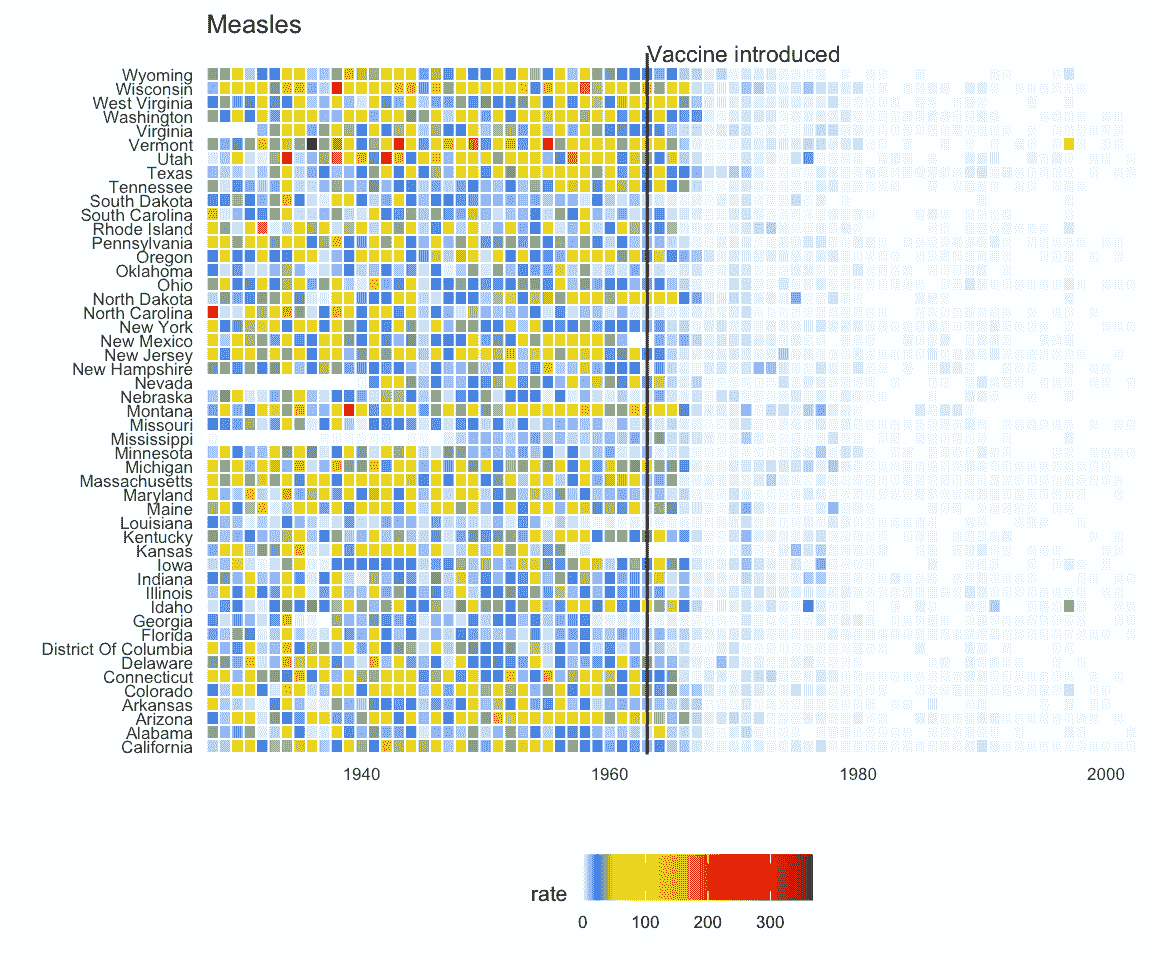 Measles
Vaccine introduced
Wyoming
Wisconsin
West Virginia
Washington
Virginia
Vermont
Utah
Texas
Tennessee
South Dakota
South Carolina
Rhode Island
Pennsylvania
Oregon
Oklahoma
Ohio
North Dakota
North Carolina
New York
New Mexico
New Jersey
New Hampshire
Nevada
Nebraska
Montana
Missouri
Mississippi
Minnesota
Michigan
Massachusetts
Maryland
Maine
Louisiana
Kentucky
Kansas
Iowa
Indiana
Illinois
Idaho
Georgia
Florida
District Of Columbia
Delaware
Connecticut
Colorado
Arkansas
Arizona
Alabama
California
1940 1960 1980 2000
rate
0 100 200 300